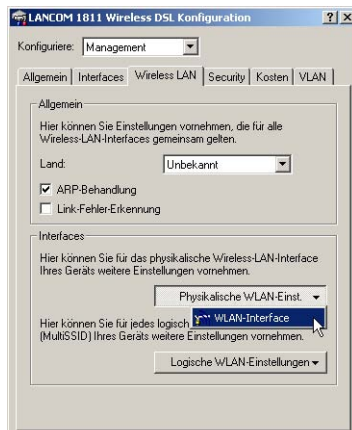 LANCOM 1811 Wireless DSL Konfiguration
Konfiguriere: Management
Allgemein Interfaces Wireless LAN Security Kosten VLAN
Allgemein
Hier können Sie Einstellungen vornehmen, die für alle
Wireless-LAN-Interfaces gemeinsam gelten.
Land: Unbekannt
ARP-Behandlung
Link-Fehler-Erkennung
Interfaces
Hier können Sie für das physikalische Wireless-LAN-Interface
Ihres Geräts weitere Einstellungen vornehmen.
Physikalische WLAN-Einst.
WLAN-Interface
Hier können Sie für jedes logisch
(MultiSSID) Ihres Geräts weitere Einstellungen vornehmen.
Logische WLAN-Einstellungen